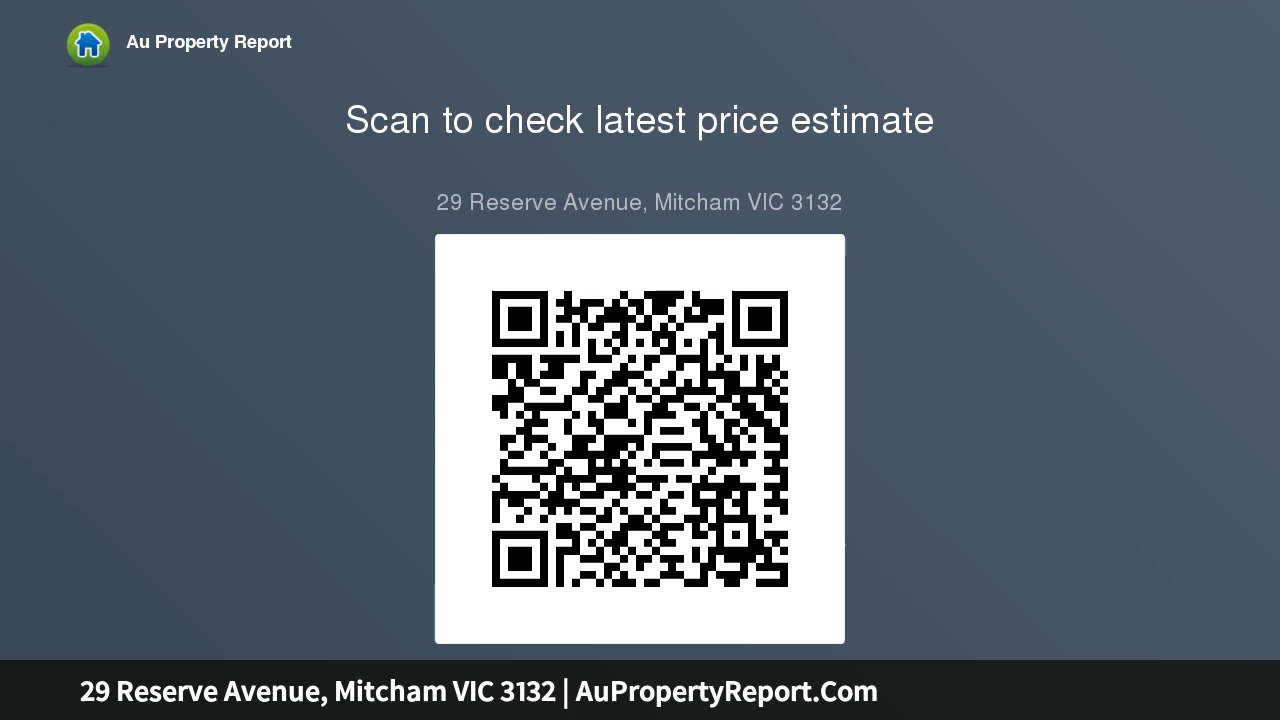 Au Property Report
Scan to check latest price estimate
29 Reserve Avenue, Mitcham VIC 3132
29 Reserve Avenue, Mitcham VIC 3132 | AuPropertyReport.Com